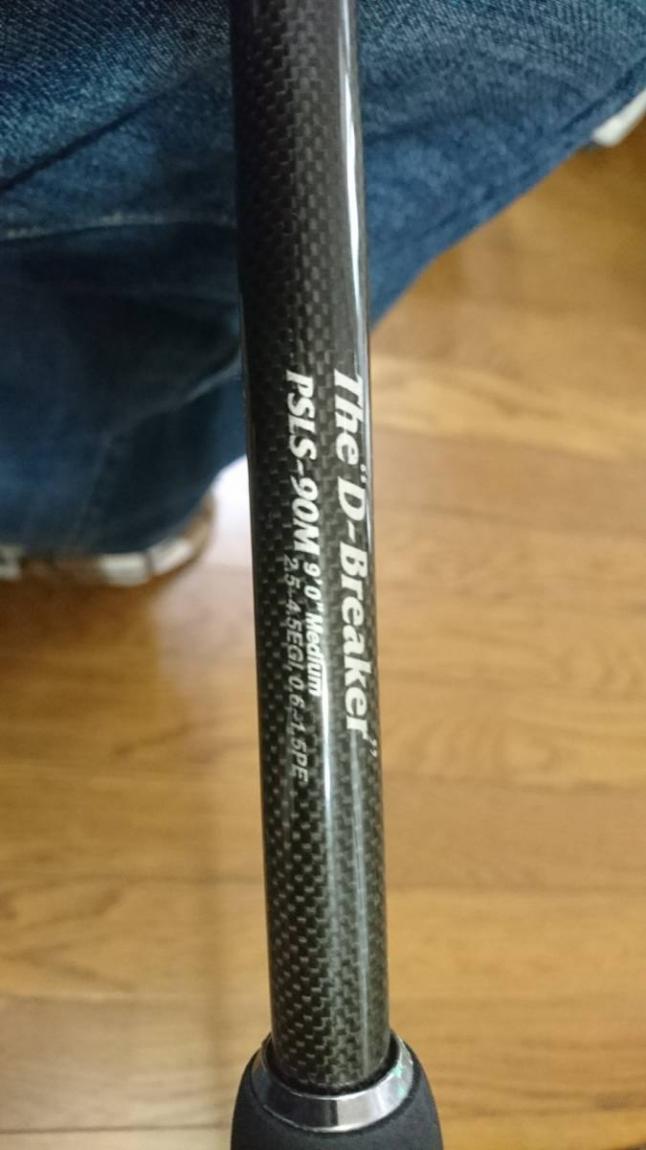 The "D-Breaker"
PSLS-90M 9'0" Medium
2.5-4.5EGI, 0.6-1.5PE